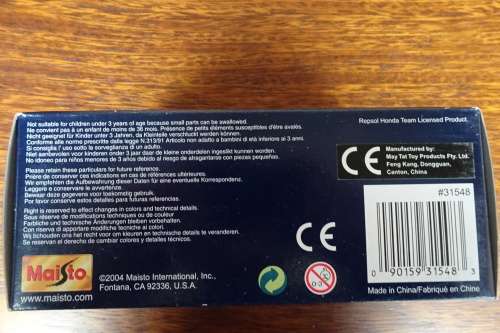 Not suitable for children under 3 years of age because small parts can be swallowed.
Ne convient pas à un enfant de moins de 36 mois. Présence de petits éléments susceptibles d'être avalés.
Nicht geeignet für Kinder unter 3 Jahren, da Kleinteile verschluckt werden können.
Conforme alle norme prescritte dalla legge N.313/91 Articolo non adatto a bambini di stà inferiore ai 3 anni.
Si consiglia l' uso sotto la sorveglianza di un adulto.
Niet aanbevolen voor kinderen onder 3 jaar daar de kleine onderdelen ingeslikt kunnen worden.
No idoneo para niños menores de 3 años debido al riesgo de atragantarse con piezas pequeñas.
Please retain these particulars for future reference.
Prière de conserver ces indications en cas de références ultérieures.
Wir empfehlen die Aufbewahrung dieser Daten für eine eventuelle Korrespondenz.
Leggere e conservare attentamente.
Bewaar deze gegevens voor toekomstig gebruik.
Por favor conserve estos detalles para futuras referencias.
Right is reserved to effect changes in colors and technical details.
Sous réserve de modifications techniques ou de couleur
Farbliche und technische Änderungen bleiben vorbehalten.
Con riserva di apportare modifiche tecniche ai colori.
Wij behouden ons het recht voor om kleuren en technische details te wijzigen.
Se reservan el derecho de cambiar colores y detalles técnicos.
Repsol Honda Team Licensed Product.
CE
Manufactured by:
May Tat Toy Products Pty. Ltd.
Feng Kang, Dongguan,
Canton, China
#31548
CE
0-3
0 90159 31548 3
Made in China/Fabriqué en Chine
Maisto
www.maisto.com
©2004 Maisto International, Inc.,
Fontana, CA 92336, U.S.A.